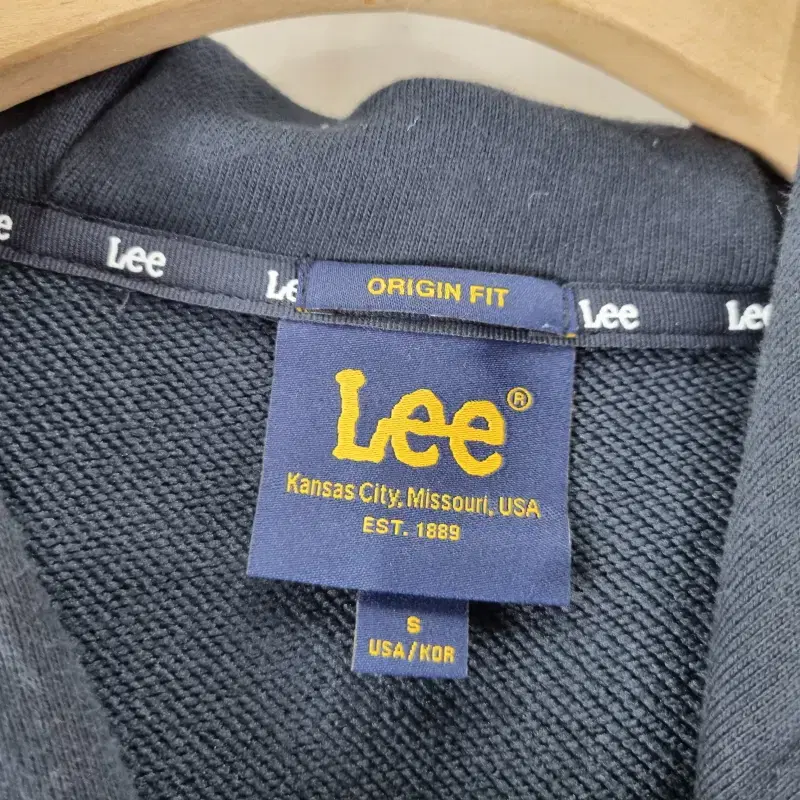 Lee
Lee
ORIGIN FIT
Lee
Lee
Lee®
Kansas City, Missouri, USA
EST. 1889
S
USA/KOR